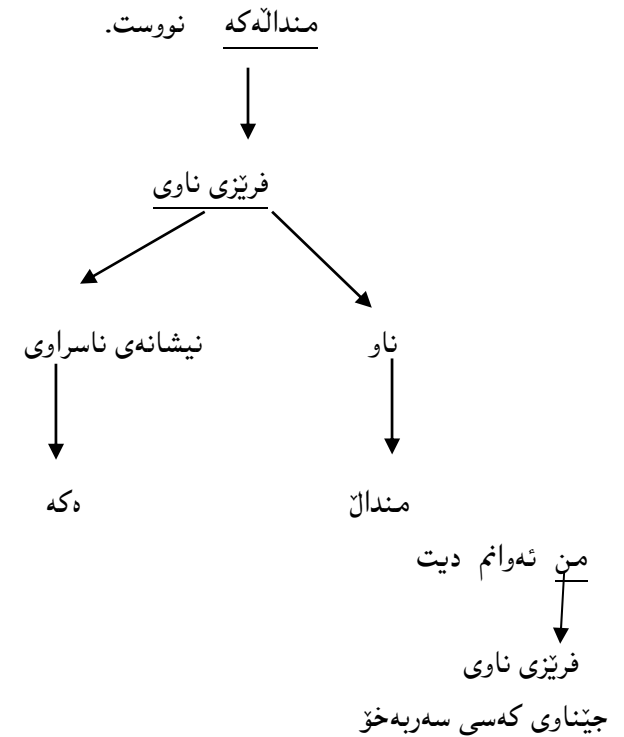 منداڵەکە نووست.
فرێزی ناوی
ناو نیشانەی ناسراوی
منداڵ ەکە
من ئەوانم دیت
فرێزی ناوی
جێناوی کەسی سەربەخۆ